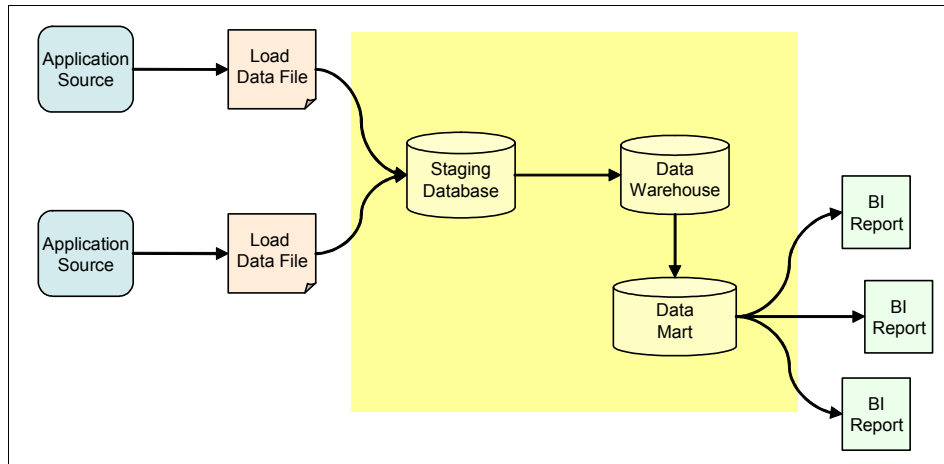 Application
Source
Load
Data File
Application
Source
Load
Data File
Staging
Database
Data
Warehouse
Data
Mart
BI
Report
BI
Report
BI
Report